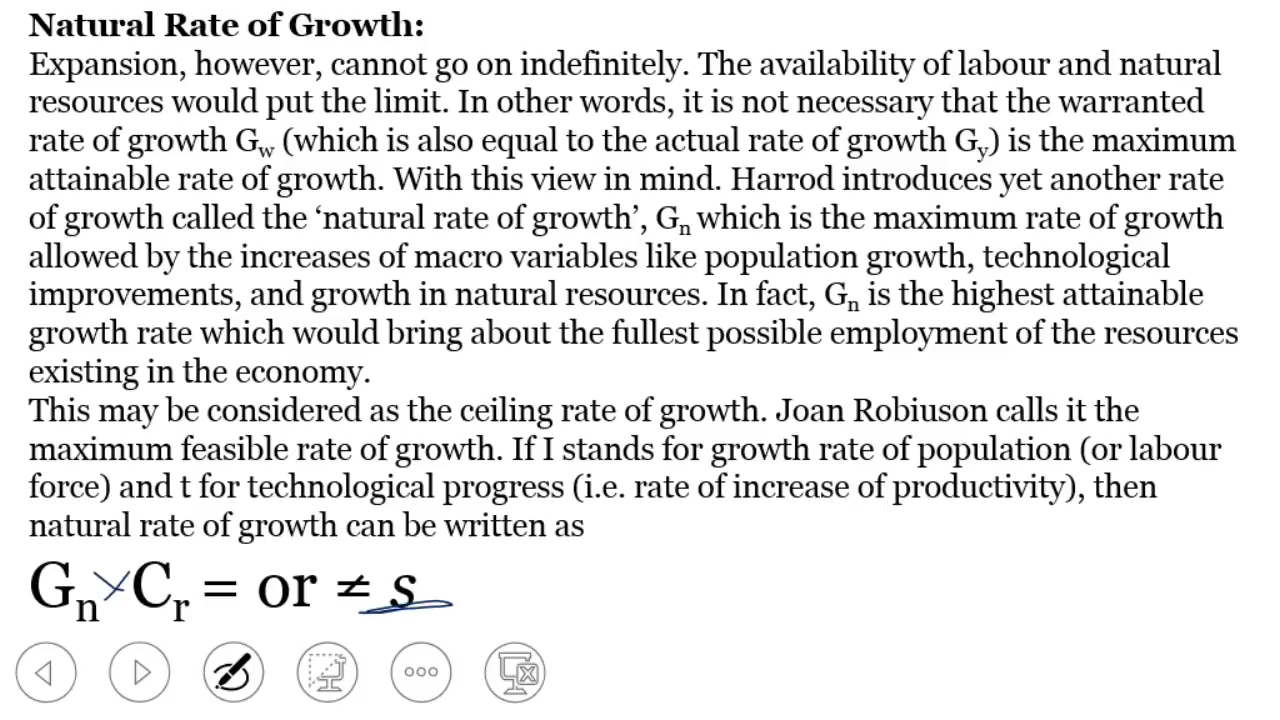 Natural Rate of Growth:
Expansion, however, cannot go on indefinitely. The availability of labour and natural
resources would put the limit. In other words, it is not necessary that the warranted
rate of growth G_w (which is also equal to the actual rate of growth G_y) is the maximum
attainable rate of growth. With this view in mind. Harrod introduces yet another rate
of growth called the ‘natural rate of growth’, G_n which is the maximum rate of growth
allowed by the increases of macro variables like population growth, technological
improvements, and growth in natural resources. In fact, G_n is the highest attainable
growth rate which would bring about the fullest possible employment of the resources
existing in the economy.
This may be considered as the ceiling rate of growth. Joan Robiuson calls it the
maximum feasible rate of growth. If I stands for growth rate of population (or labour
force) and t for technological progress (i.e. rate of increase of productivity), then
natural rate of growth can be written as
G_n × C_r = or ≠ s